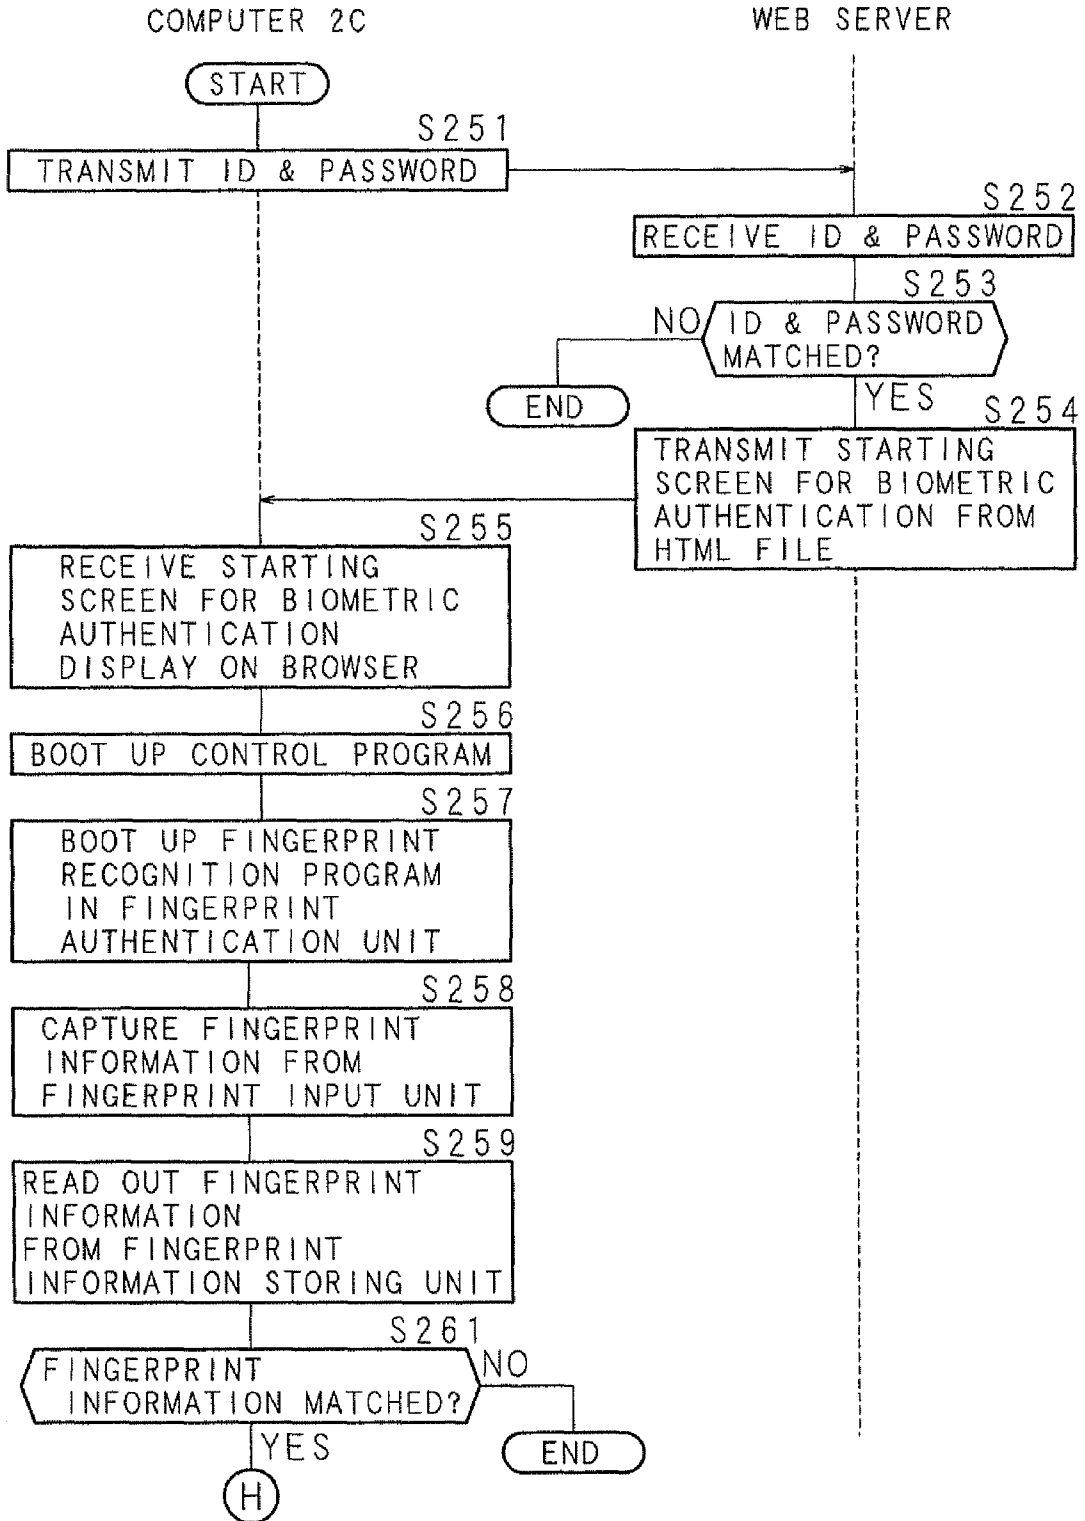 COMPUTER 2C
WEB SERVER
START
S251
TRANSMIT ID & PASSWORD
S252
RECEIVE ID & PASSWORD
S253
NO
ID & PASSWORD
MATCHED?
END
YES
S254
TRANSMIT STARTING
SCREEN FOR BIOMETRIC
AUTHENTICATION FROM
HTML FILE
S255
RECEIVE STARTING
SCREEN FOR BIOMETRIC
AUTHENTICATION
DISPLAY ON BROWSER
S256
BOOT UP CONTROL PROGRAM
S257
BOOT UP FINGERPRINT
RECOGNITION PROGRAM
IN FINGERPRINT
AUTHENTICATION UNIT
S258
CAPTURE FINGERPRINT
INFORMATION FROM
FINGERPRINT INPUT UNIT
S259
READ OUT FINGERPRINT
INFORMATION
FROM FINGERPRINT
INFORMATION STORING UNIT
S261
FINGERPRINT
INFORMATION MATCHED?
NO
END
YES
H